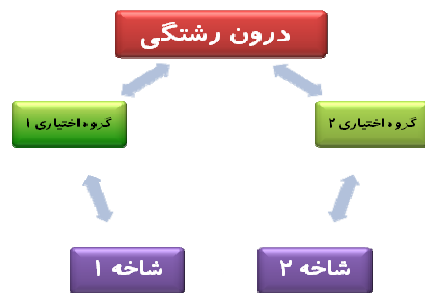 درون رشتگی
گروه اختیاری ۲
گروه اختیاری ۱
شاخه ۲
شاخه ۱